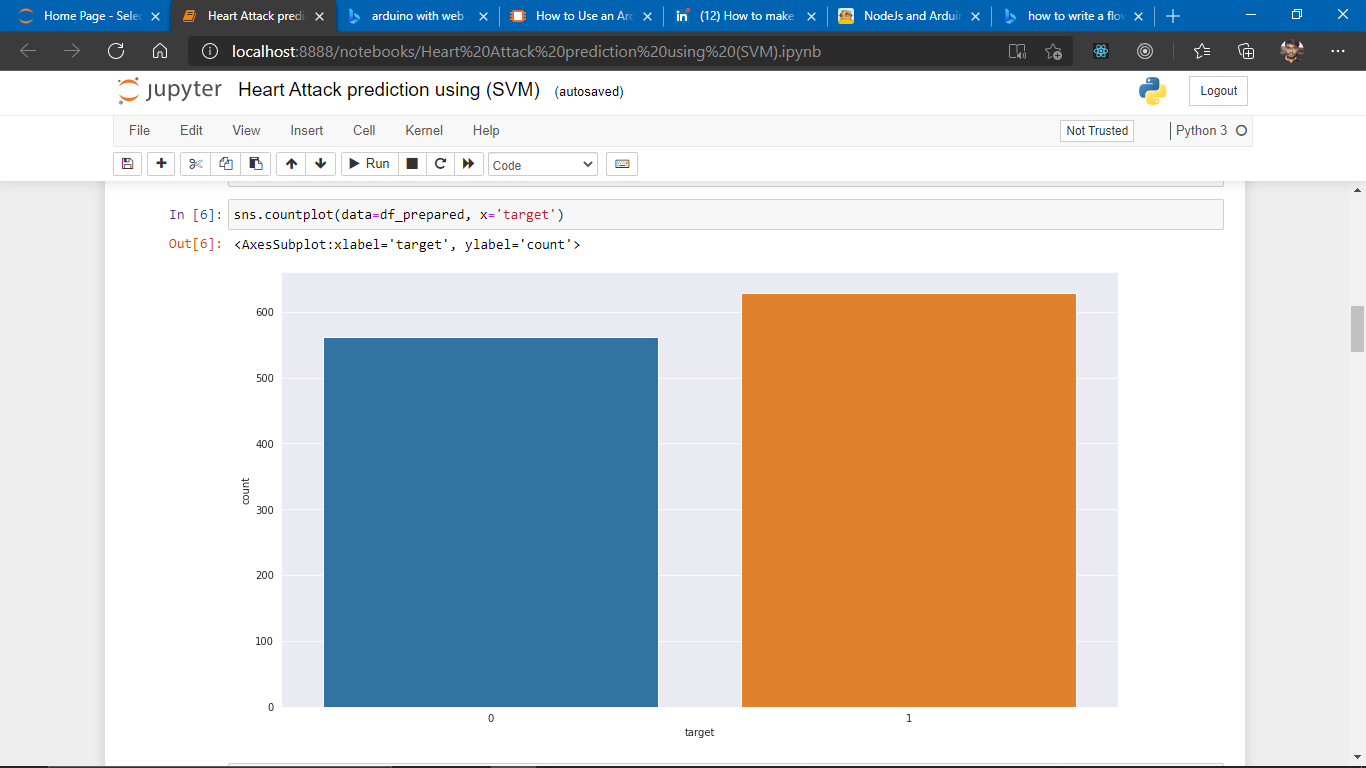 Home Page - Selec
Heart Attack predi
arduino with web
How to Use an Ar
(12) How to make
NodeJs and Arduin
how to write a flow
localhost:8888/notebooks/Heart%20Attack%20prediction%20using%20(SVM).ipynb
jupyter Heart Attack prediction using (SVM) (autosaved)
Logout
File Edit View Insert Cell Kernel Help
Not Trusted
Python 3
Run
Code
In [6]: sns.countplot(data=df_prepared, x='target')
Out[6]: <AxesSubplot:xlabel='target', ylabel='count'>
600
500
400
300
200
100
0
count
0 1
target